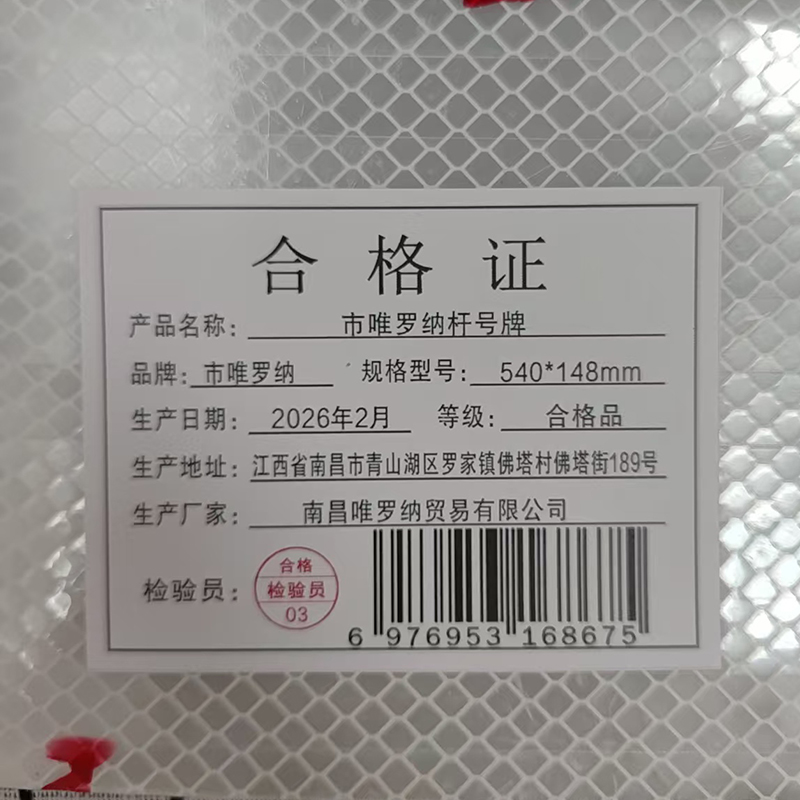 合格证
产品名称：市唯罗纳杆号牌
品牌：市唯罗纳 规格型号：540*148mm
生产日期：2026年2月 等级：合格品
生产地址：江西省南昌市青山湖区罗家镇佛塔村佛塔街189号
生产厂家：南昌唯罗纳贸易有限公司
检验员：
合格
检验员
03
6 976953 168675